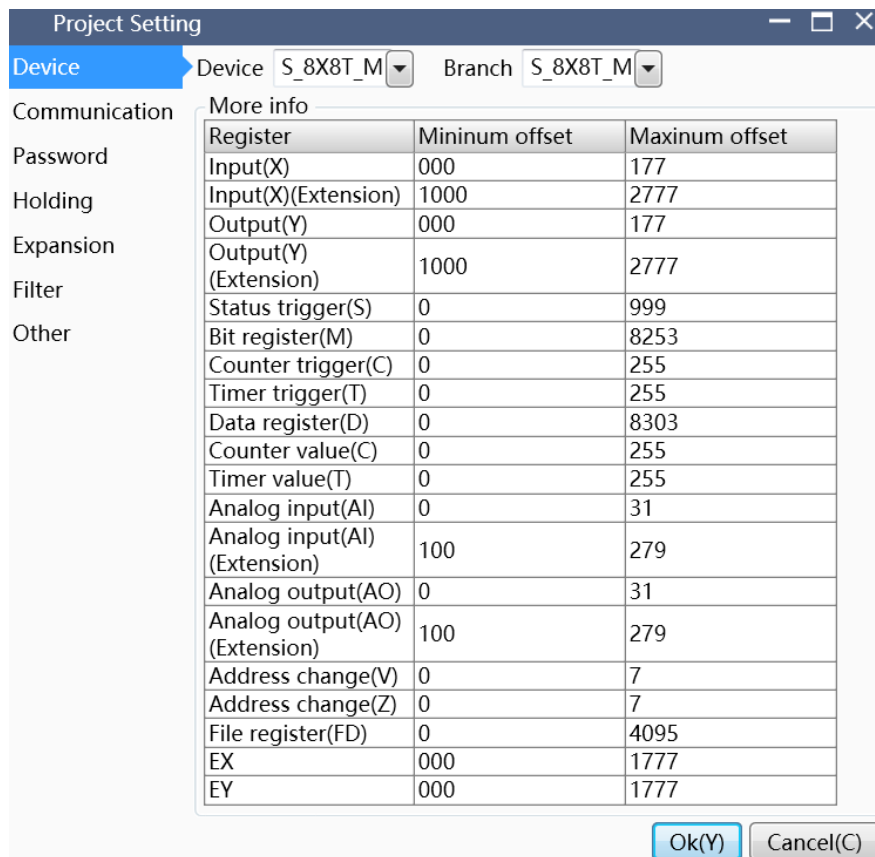 Project Setting
Device
Communication
Password
Holding
Expansion
Filter
Other
Device S_8X8T_M Branch S_8X8T_M
More info
Register Mininum offset Maxinum offset
Input(X) 000 177
Input(X)(Extension) 1000 2777
Output(Y) 000 177
Output(Y)
(Extension) 1000 2777
Status trigger(S) 0 999
Bit register(M) 0 8253
Counter trigger(C) 0 255
Timer trigger(T) 0 255
Data register(D) 0 8303
Counter value(C) 0 255
Timer value(T) 0 255
Analog input(AI) 0 31
Analog input(AI)
(Extension) 100 279
Analog output(AO) 0 31
Analog output(AO)
(Extension) 100 279
Address change(V) 0 7
Address change(Z) 0 7
File register(FD) 0 4095
EX 000 1777
EY 000 1777
Ok(Y) Cancel(C)